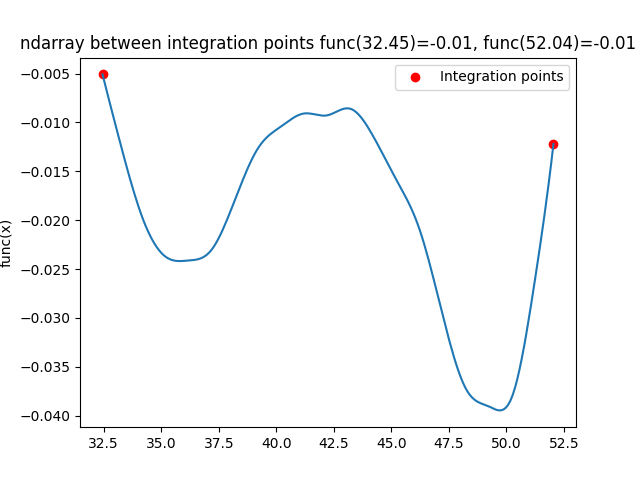 ndarray between integration points func(32.45)=-0.01, func(52.04)=-0.01
Integration points
func(x)
−0.005
−0.010
−0.015
−0.020
−0.025
−0.030
−0.035
−0.040
32.5 35.0 37.5 40.0 42.5 45.0 47.5 50.0 52.5